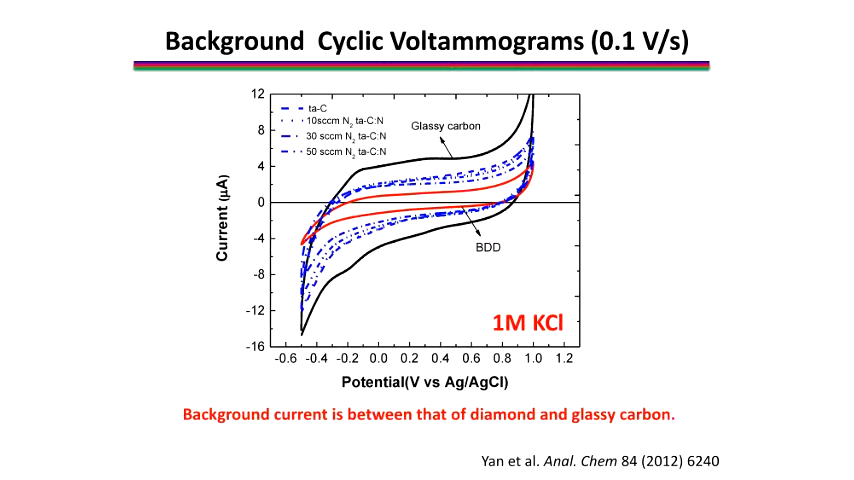 Background  Cyclic Voltammograms (0.1 V/s)
12
8
4
0
-4
-8
-12
-16
Current (μA)
ta-C
10sccm N2 ta-C:N
30 sccm N2 ta-C:N
50 sccm N2 ta-C:N
Glassy carbon
BDD
1M KCl
-0.6 -0.4 -0.2 0.0 0.2 0.4 0.6 0.8 1.0 1.2
Potential(V vs Ag/AgCl)
Background current is between that of diamond and glassy carbon.
Yan et al. Anal. Chem 84 (2012) 6240